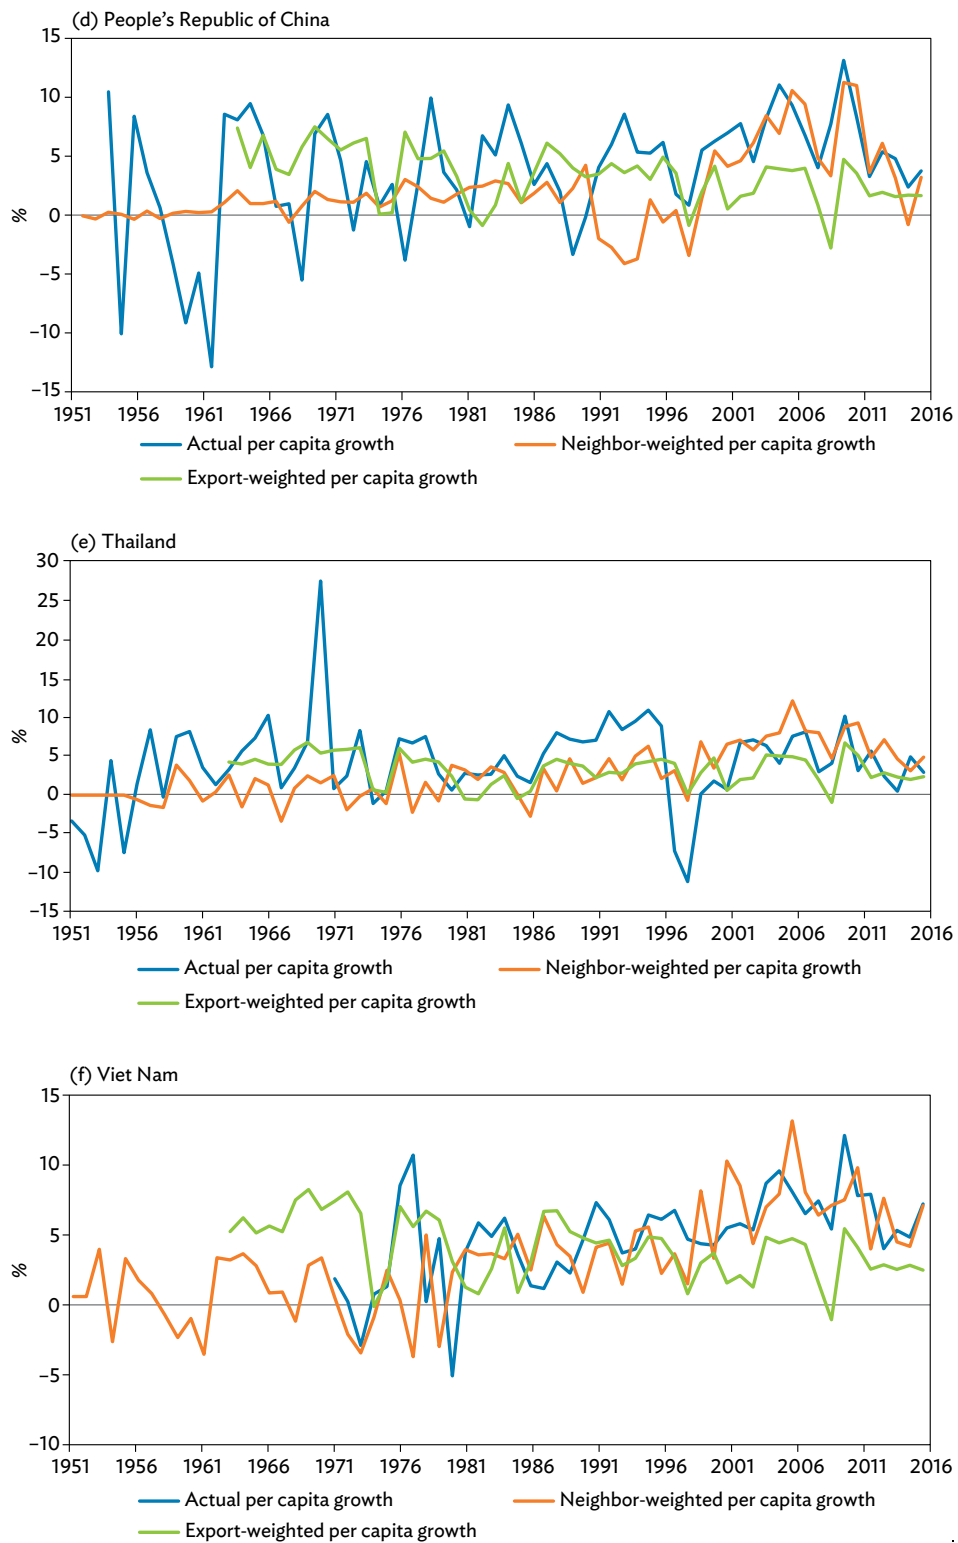 (d) People’s Republic of China
15
10
5
0
–5
–10
–15
%
1951 1956 1961 1966 1971 1976 1981 1986 1991 1996 2001 2006 2011 2016
Actual per capita growth Neighbor-weighted per capita growth
Export-weighted per capita growth
(e) Thailand
30
25
20
15
10
5
0
–5
–10
–15
%
1951 1956 1961 1966 1971 1976 1981 1986 1991 1996 2001 2006 2011 2016
Actual per capita growth Neighbor-weighted per capita growth
Export-weighted per capita growth
(f) Viet Nam
15
10
5
0
–5
–10
%
1951 1956 1961 1966 1971 1976 1981 1986 1991 1996 2001 2006 2011 2016
Actual per capita growth Neighbor-weighted per capita growth
Export-weighted per capita growth